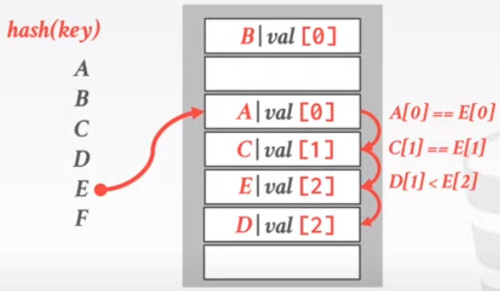 hash(key)
A
B
C
D
E
F
B|val [0]
A|val [0]
C|val [1]
E|val [2]
D|val [2]
A[0] == E[0]
C[1] == E[1]
D[1] < E[2]